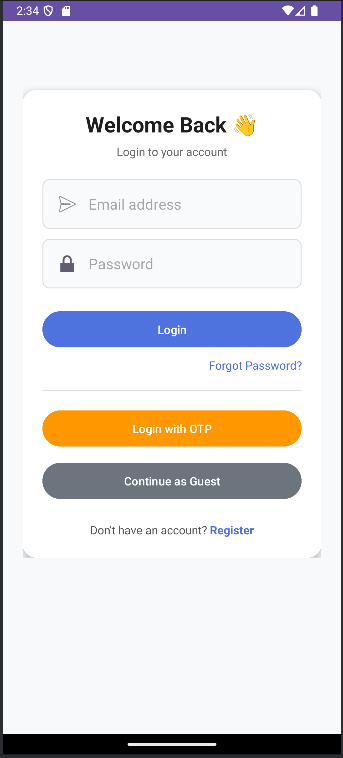 2:34
Welcome Back 👋
Login to your account
Email address
Password
Login
Forgot Password?
Login with OTP
Continue as Guest
Don't have an account? Register